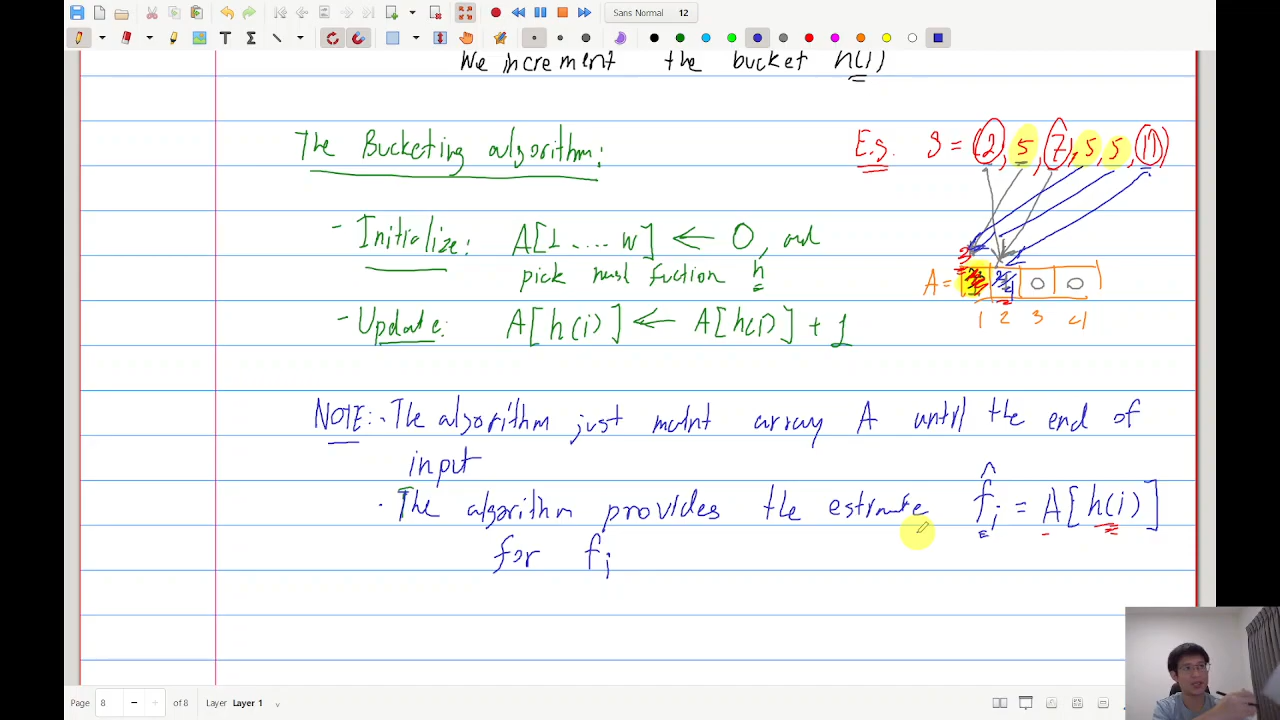 Sans Normal 12
We increment the bucket h(i)
The Bucketing algorithm:
E.g. S = (2, 5, 7, 5, 5, 17)
- Initialize: A[1 .... w] ← 0, and
pick hash fuction h
A =
0 0
1 2 3 4
- Update: A[h(i)] ← A[h(i)] + 1
NOTE: · The algorithm just maint array A until the end of
input
· The algorithm provides the estimate f̂i = A[h(i)]
for fi
Page 8 of 8 Layer Layer 1